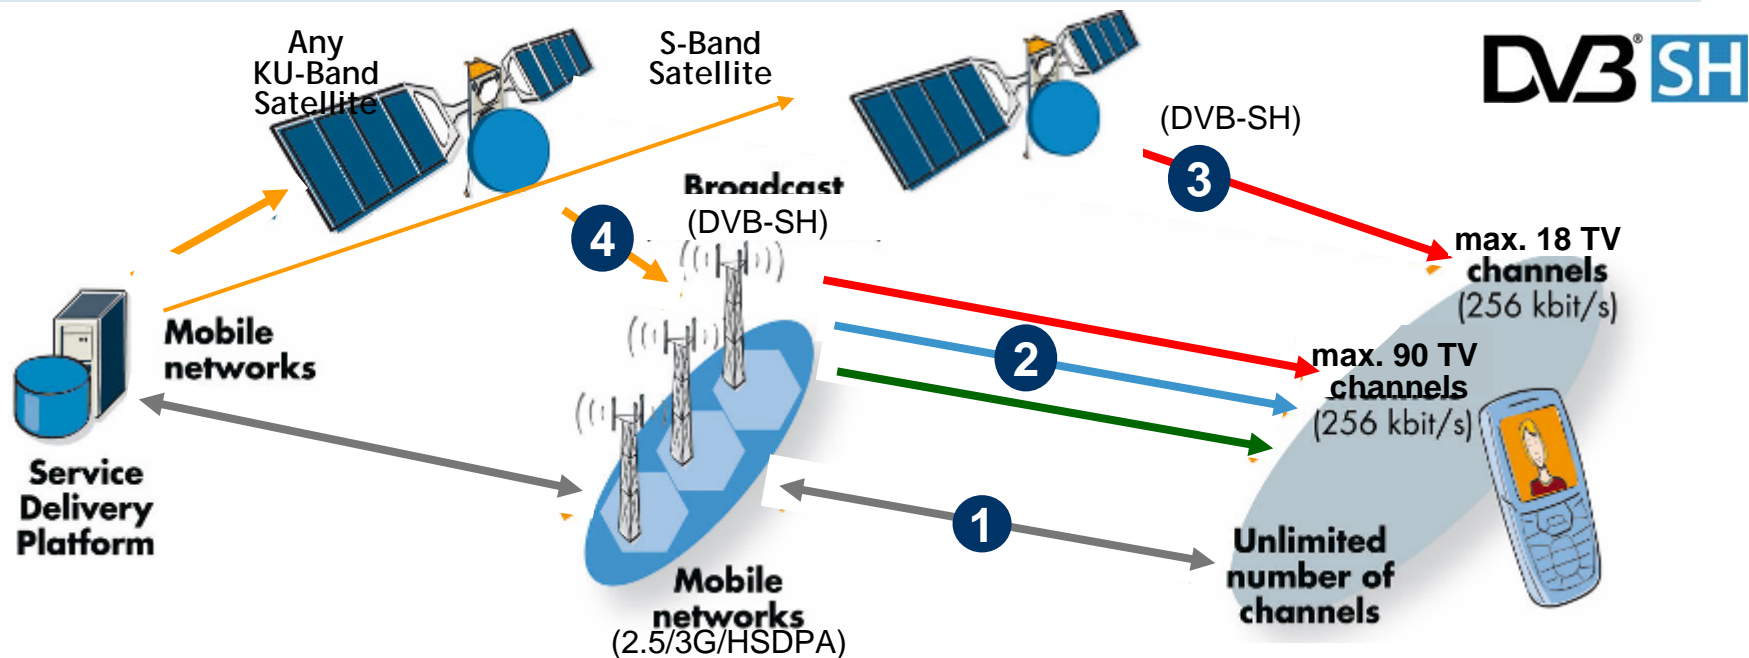 Any
KU-Band
Satellite
S-Band
Satellite
DVB® SH
(DVB-SH)
3
Broadcast
(DVB-SH)
4
max. 18 TV
channels
(256 kbit/s)
Mobile
networks
2
max. 90 TV
channels
(256 kbit/s)
Service
Delivery
Platform
1
Unlimited
number of
channels
Mobile
networks
(2.5/3G/HSDPA)